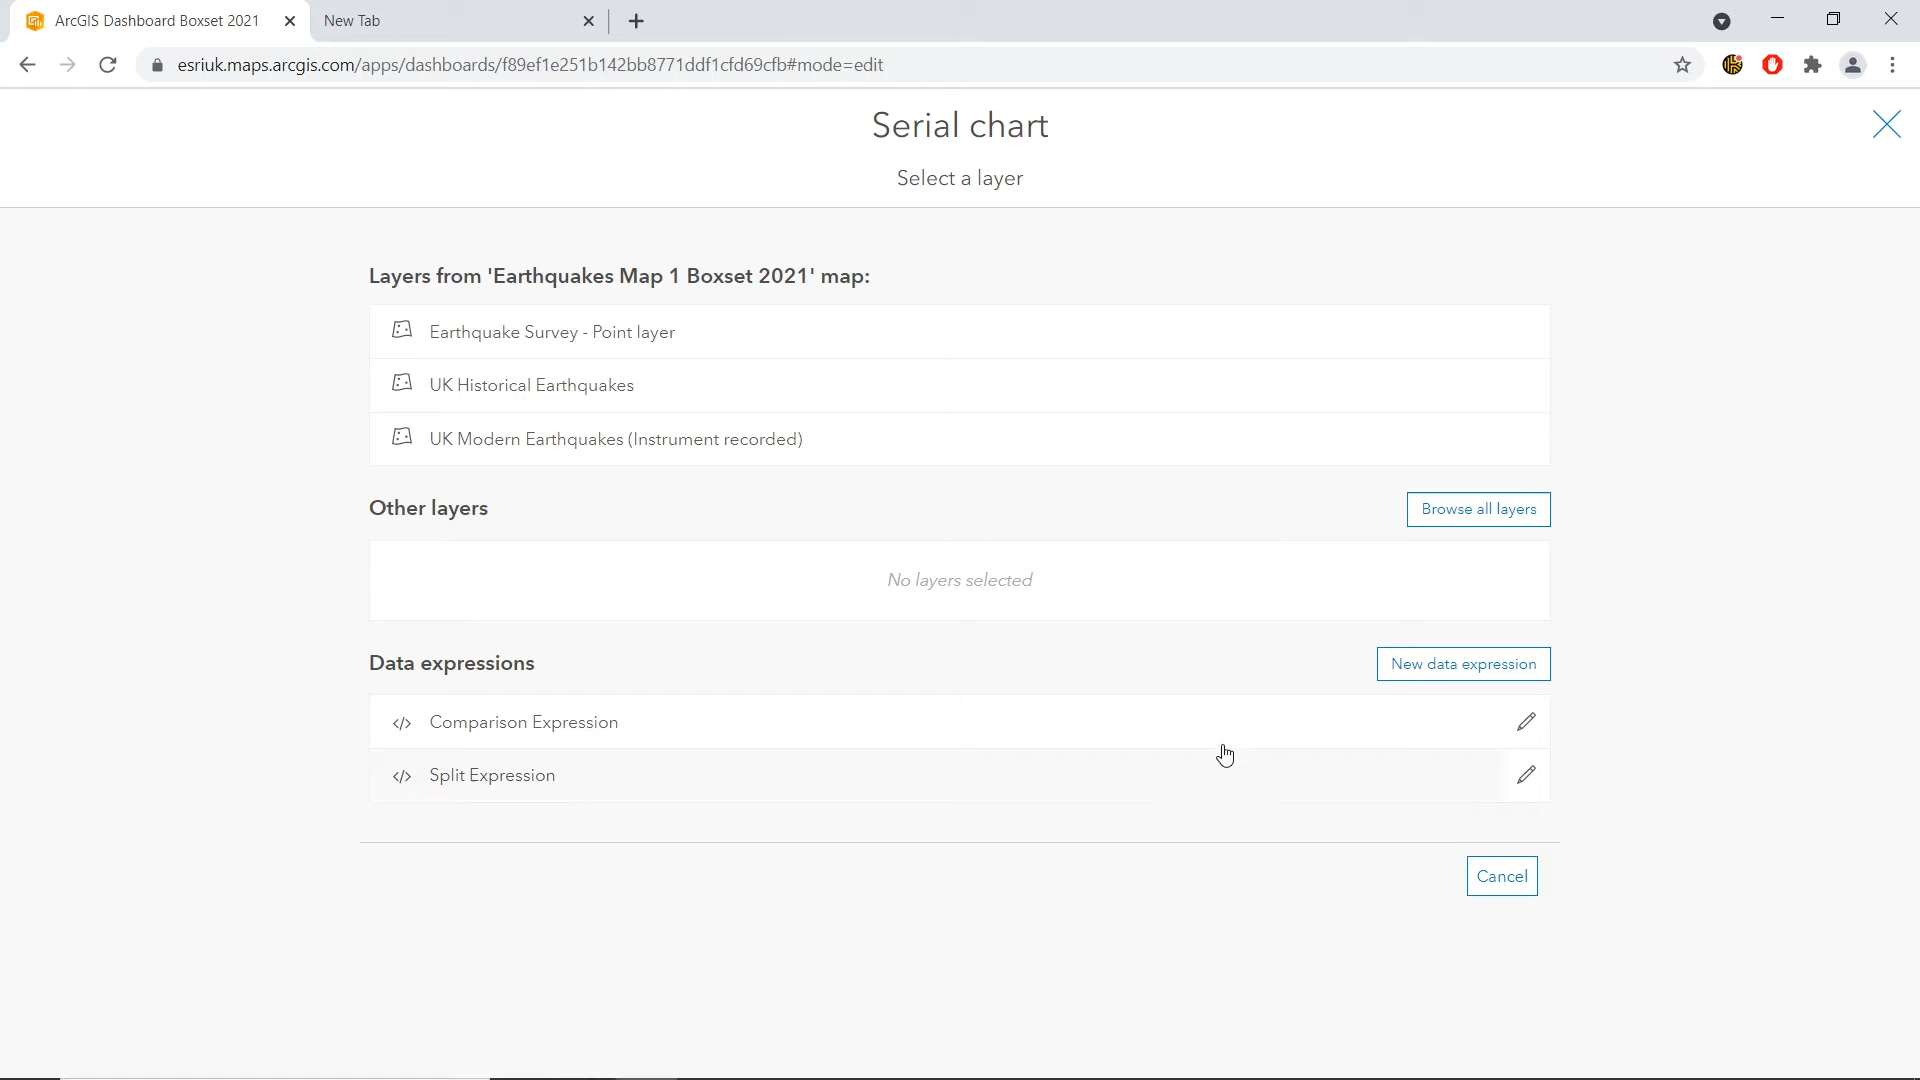 ArcGIS Dashboard Boxset 2021
New Tab
esriuk.maps.arcgis.com/apps/dashboards/f89ef1e251b142bb8771ddf1cfd69cfb#mode=edit
Serial chart
Select a layer
Layers from 'Earthquakes Map 1 Boxset 2021' map:
Earthquake Survey - Point layer
UK Historical Earthquakes
UK Modern Earthquakes (Instrument recorded)
Other layers
Browse all layers
No layers selected
Data expressions
New data expression
</> Comparison Expression
</> Split Expression
Cancel